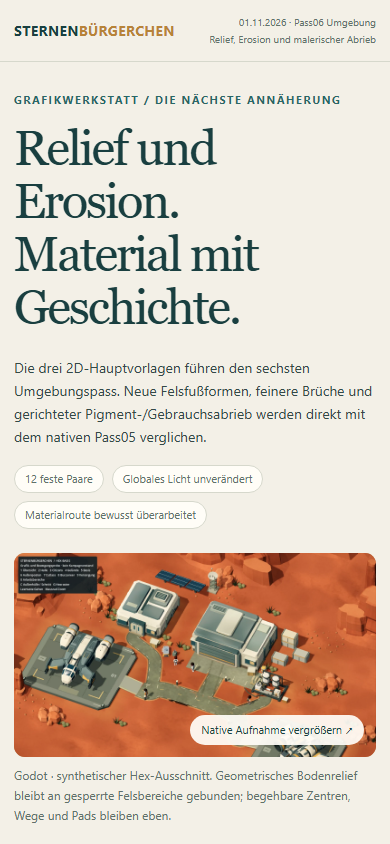 STERNENBÜRGERCHEN
01.11.2026 · Pass06 Umgebung
Relief, Erosion und malerischer Abrieb
GRAFIKWERKSTATT / DIE NÄCHSTE ANNÄHERUNG
Relief und
Erosion.
Material mit
Geschichte.
Die drei 2D-Hauptvorlagen führen den sechsten
Umgebungspass. Neue Felsfußformen, feinere Brüche und
gerichteter Pigment-/Gebrauchsabrieb werden direkt mit
dem nativen Pass05 verglichen.
12 feste Paare
Globales Licht unverändert
Materialroute bewusst überarbeitet
Native Aufnahme vergrößern ↗
Godot · synthetischer Hex-Ausschnitt. Geometrisches Bodenrelief
bleibt an gesperrte Felsbereiche gebunden; begehbare Zentren,
Wege und Pads bleiben eben.